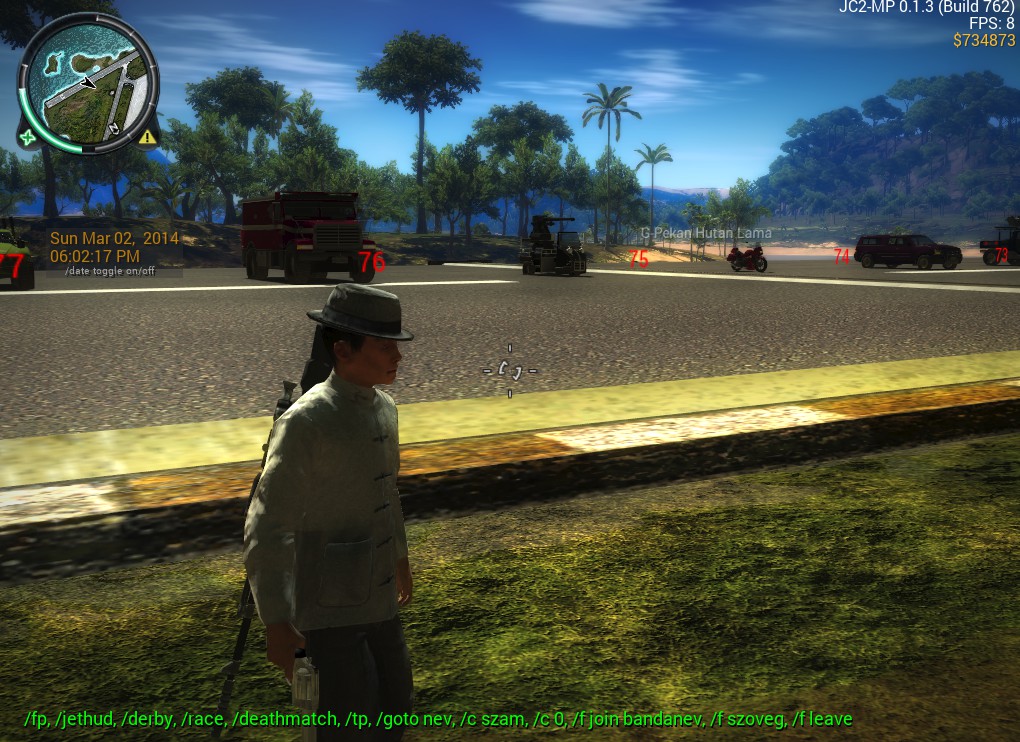 JC2-MP 0.1.3 (Build 762)
FPS: 8
$734873
Sun Mar 02, 2014
06:02:17 PM
/date toggle on/off
G Pekan Hutan Lama
77
76
75
74
73
/fp, /jethud, /derby, /race, /deathmatch, /tp, /goto nev, /c szam, /c 0, /f join bandanev, /f szoveg, /f leave